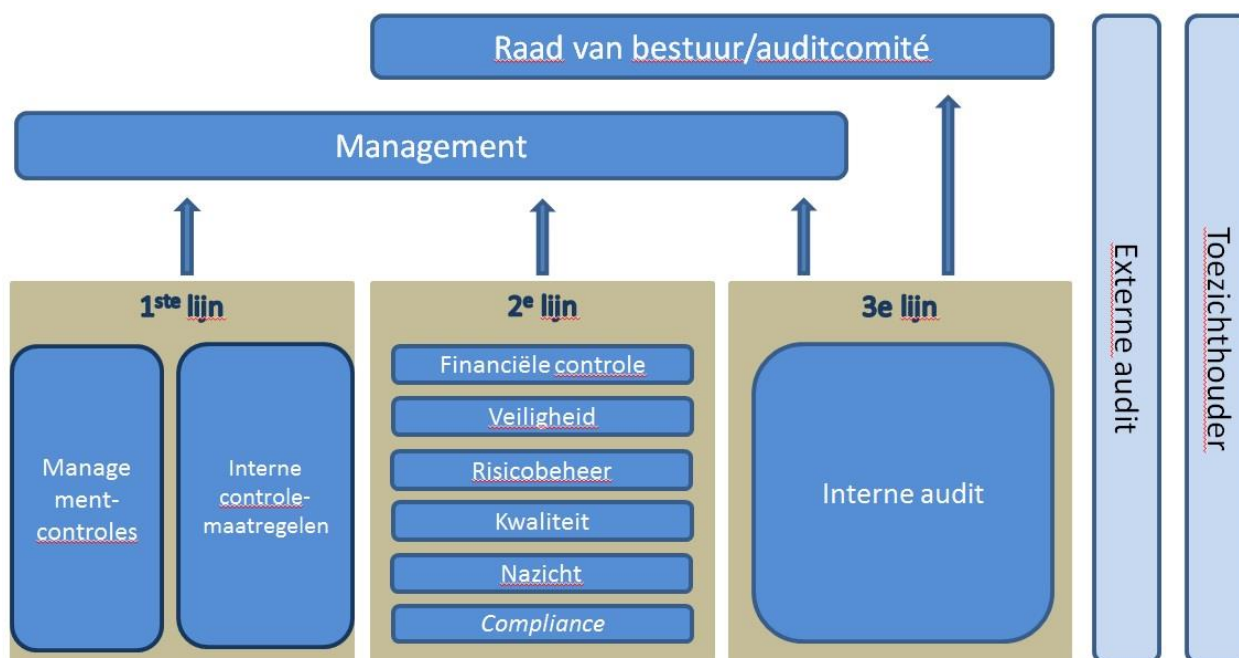 Raad van bestuur/auditcomité
Management
1ste lijn
Manage
ment-
controles
Interne
controle-
maatregelen
2e lijn
Financiële controle
Veiligheid
Risicobeheer
Kwaliteit
Nazicht
Compliance
3e lijn
Interne audit
Externe audit
Toezichthouder